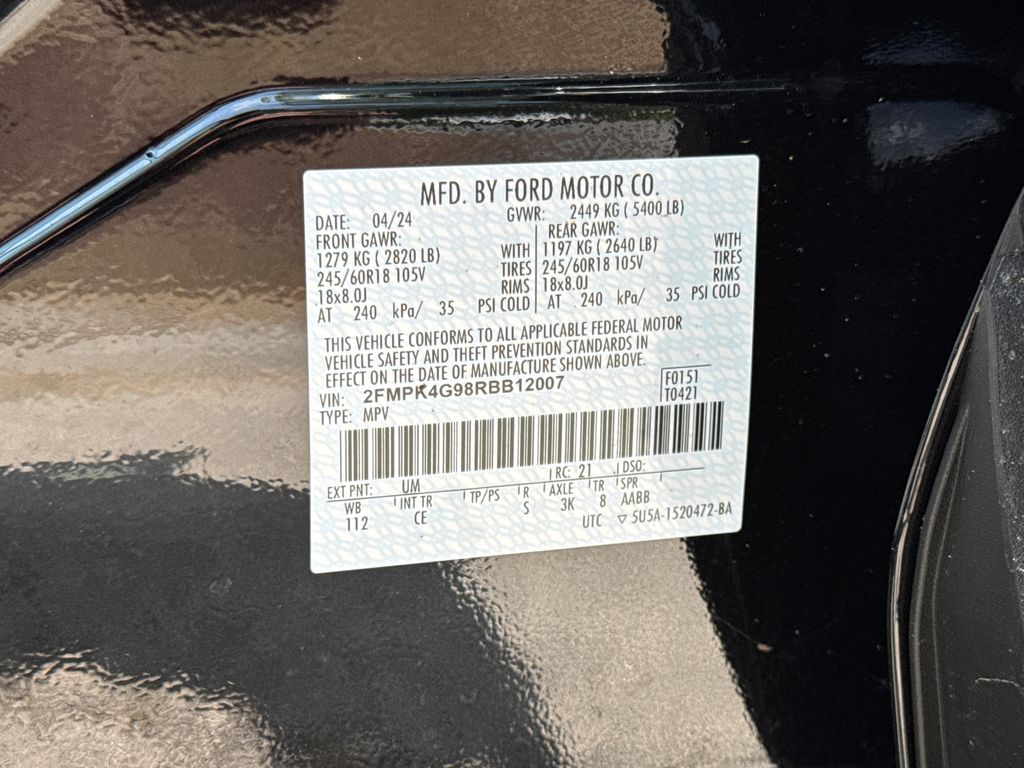 MFD. BY FORD MOTOR CO.
DATE: 04/24 GVWR: 2449 KG ( 5400 LB)
FRONT GAWR: REAR GAWR:
1279 KG ( 2820 LB) WITH 1197 KG ( 2640 LB) WITH
245/60R18 105V TIRES 245/60R18 105V TIRES
18x8.0J RIMS 18x8.0J RIMS
AT 240 kPa/ 35 PSI COLD AT 240 kPa/ 35 PSI COLD
THIS VEHICLE CONFORMS TO ALL APPLICABLE FEDERAL MOTOR
VEHICLE SAFETY AND THEFT PREVENTION STANDARDS IN
EFFECT ON THE DATE OF MANUFACTURE SHOWN ABOVE.
VIN: 2FMPK4G98RBB12007 F0151
TYPE: MPV T0421
EXT PNT: UM RC: 21 DSO:
WB INT TR TP/PS R AXLE TR SPR
112 CE S 3K 8 AABB
UTC ▽ 5U5A-1520472-BA